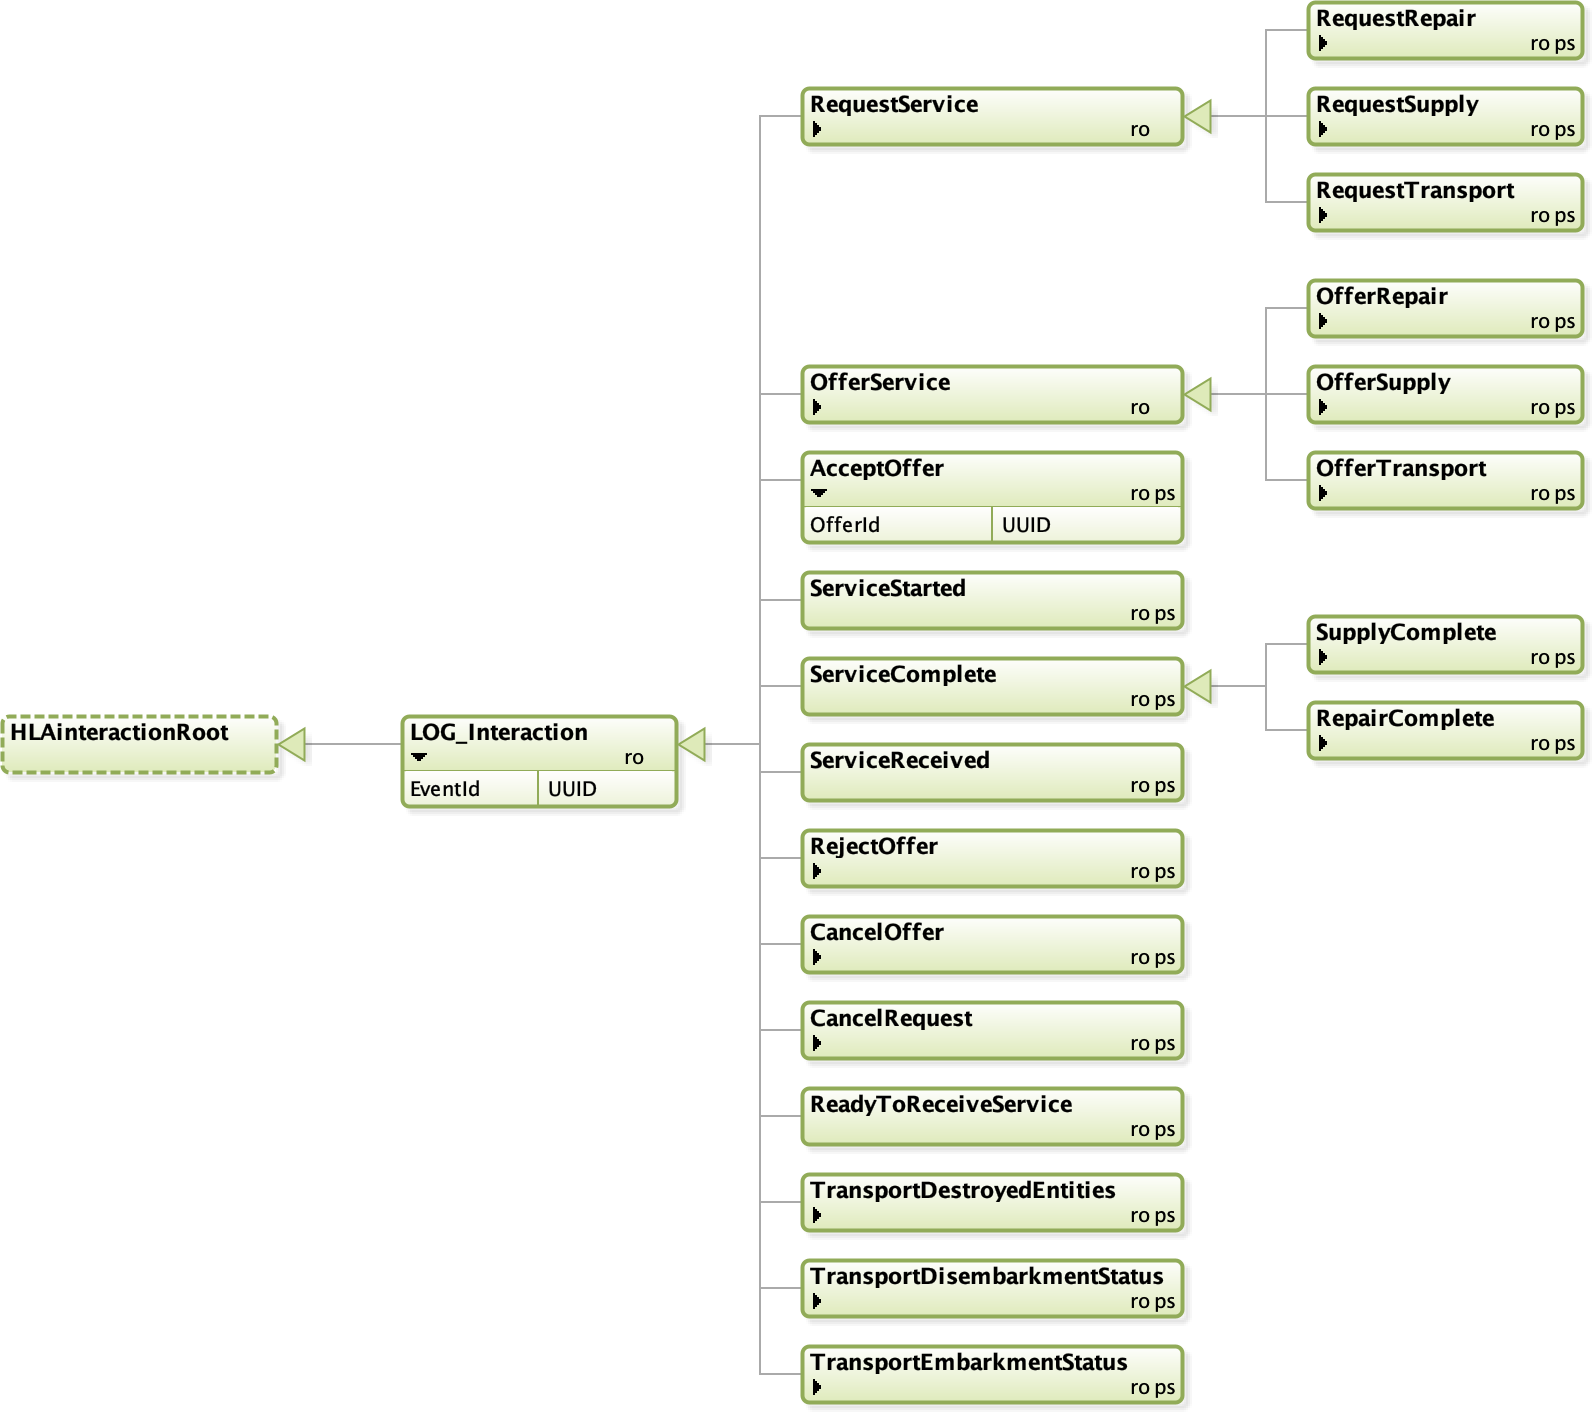 HLAinteractionRoot
LOG_Interaction
ro
EventId UUID
RequestService
ro
RequestRepair
ro ps
RequestSupply
ro ps
RequestTransport
ro ps
OfferService
ro
OfferRepair
ro ps
OfferSupply
ro ps
OfferTransport
ro ps
AcceptOffer
ro ps
OfferId UUID
ServiceStarted
ro ps
ServiceComplete
ro ps
SupplyComplete
ro ps
RepairComplete
ro ps
ServiceReceived
ro ps
RejectOffer
ro ps
CancelOffer
ro ps
CancelRequest
ro ps
ReadyToReceiveService
ro ps
TransportDestroyedEntities
ro ps
TransportDisembarkmentStatus
ro ps
TransportEmbarkmentStatus
ro ps